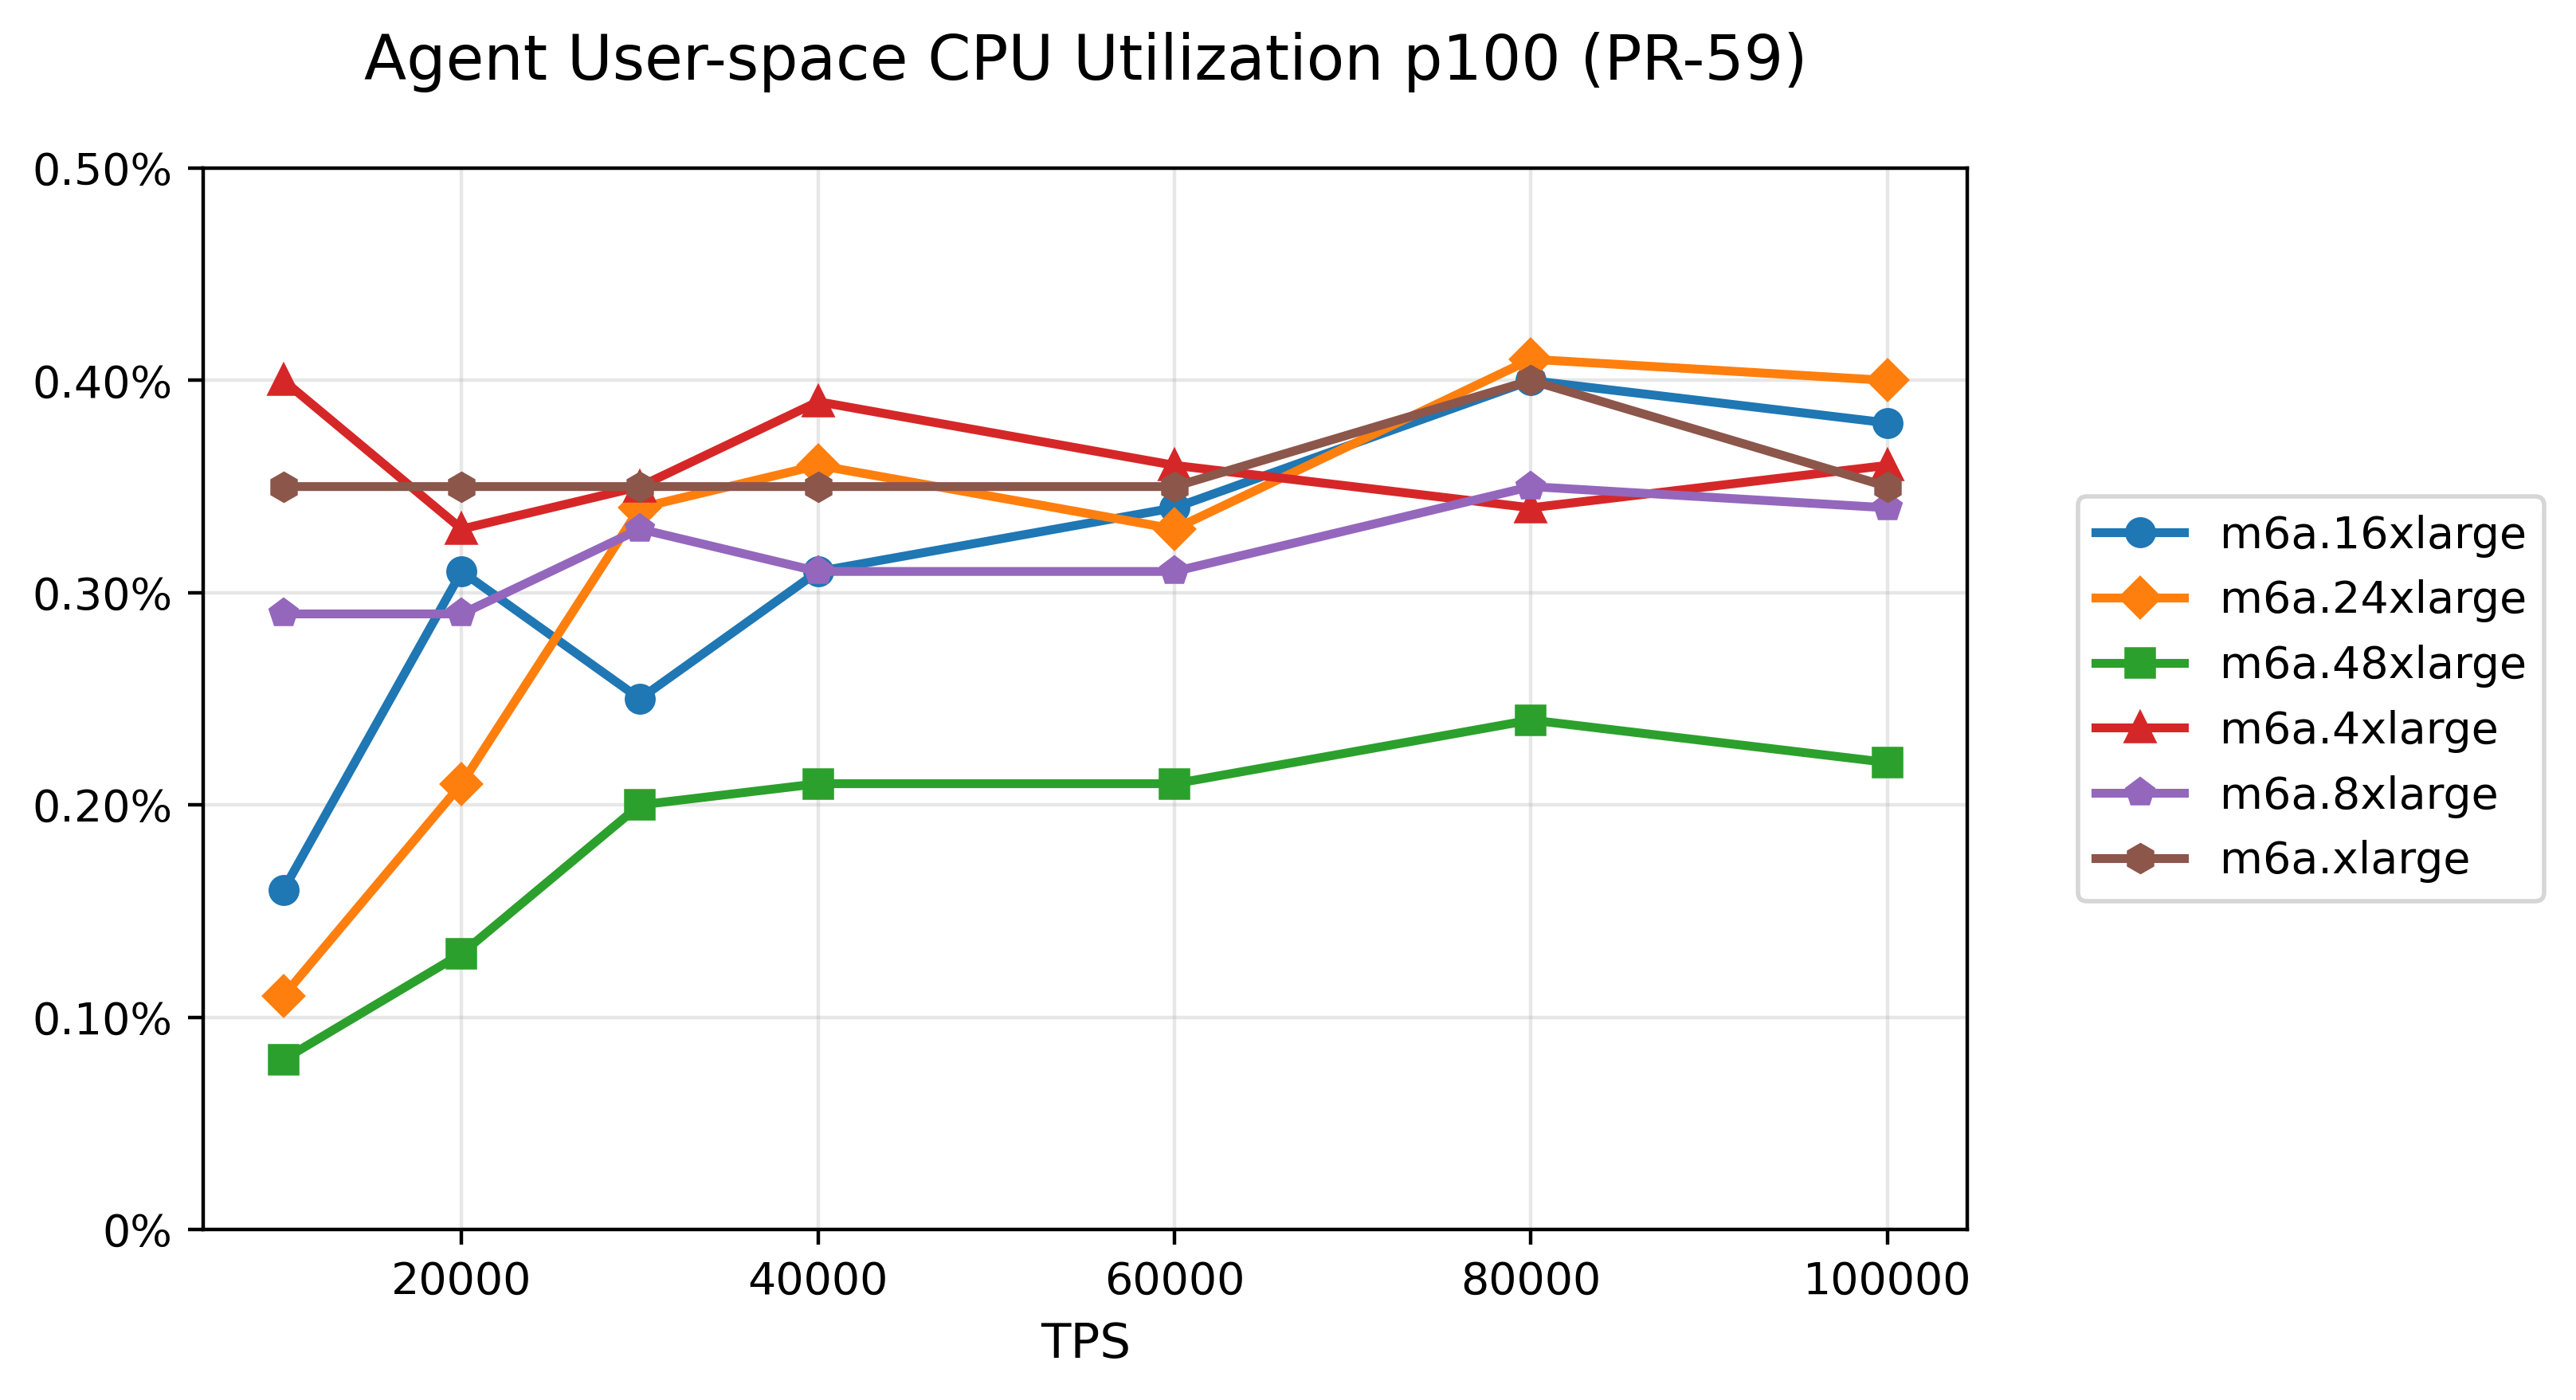 Agent User-space CPU Utilization p100 (PR-59)
0.50%
0.40%
0.30%
0.20%
0.10%
0%
20000 40000 60000 80000 100000
TPS
m6a.16xlarge
m6a.24xlarge
m6a.48xlarge
m6a.4xlarge
m6a.8xlarge
m6a.xlarge